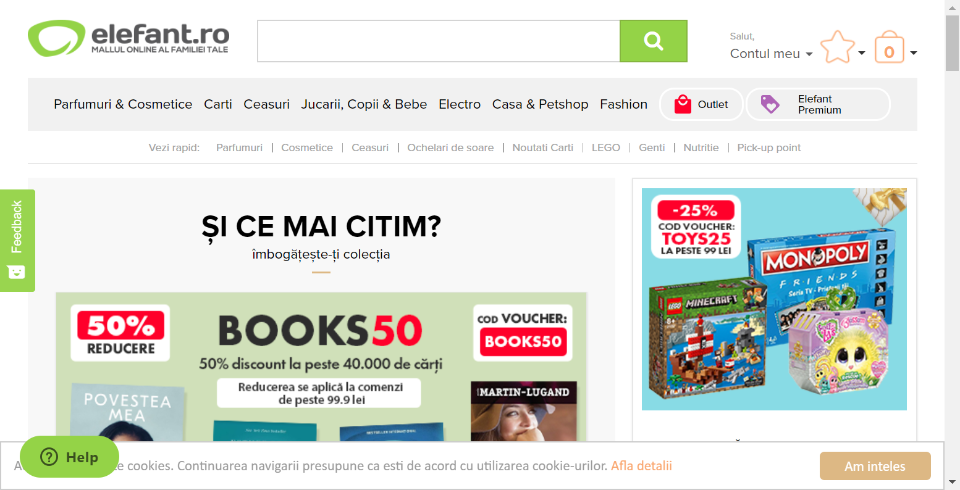 elefant.ro
MALLUL ONLINE AL FAMILIEI TALE
Salut,
Contul meu
0
Parfumuri & Cosmetice Carti Ceasuri Jucarii, Copii & Bebe Electro Casa & Petshop Fashion Outlet Elefant Premium
Vezi rapid: Parfumuri | Cosmetice | Ceasuri | Ochelari de soare | Noutati Carti | LEGO | Genti | Nutritie | Pick-up point
Feedback
ȘI CE MAI CITIM?
îmbogățește-ți colecția
50%
REDUCERE
BOOKS50
50% discount la peste 40.000 de cărți
Reducerea se aplică la comenzi
de peste 99.9 lei
COD VOUCHER:
BOOKS50
POVESTEA
MEA
MARTIN-LUGAND
-25%
COD VOUCHER:
TOYS25
LA PESTE 99 LEI
MONOPOLY
FRIENDS
LEGO MINECRAFT
Help
cookies. Continuarea navigarii presupune ca esti de acord cu utilizarea cookie-urilor. Afla detalii
Am inteles